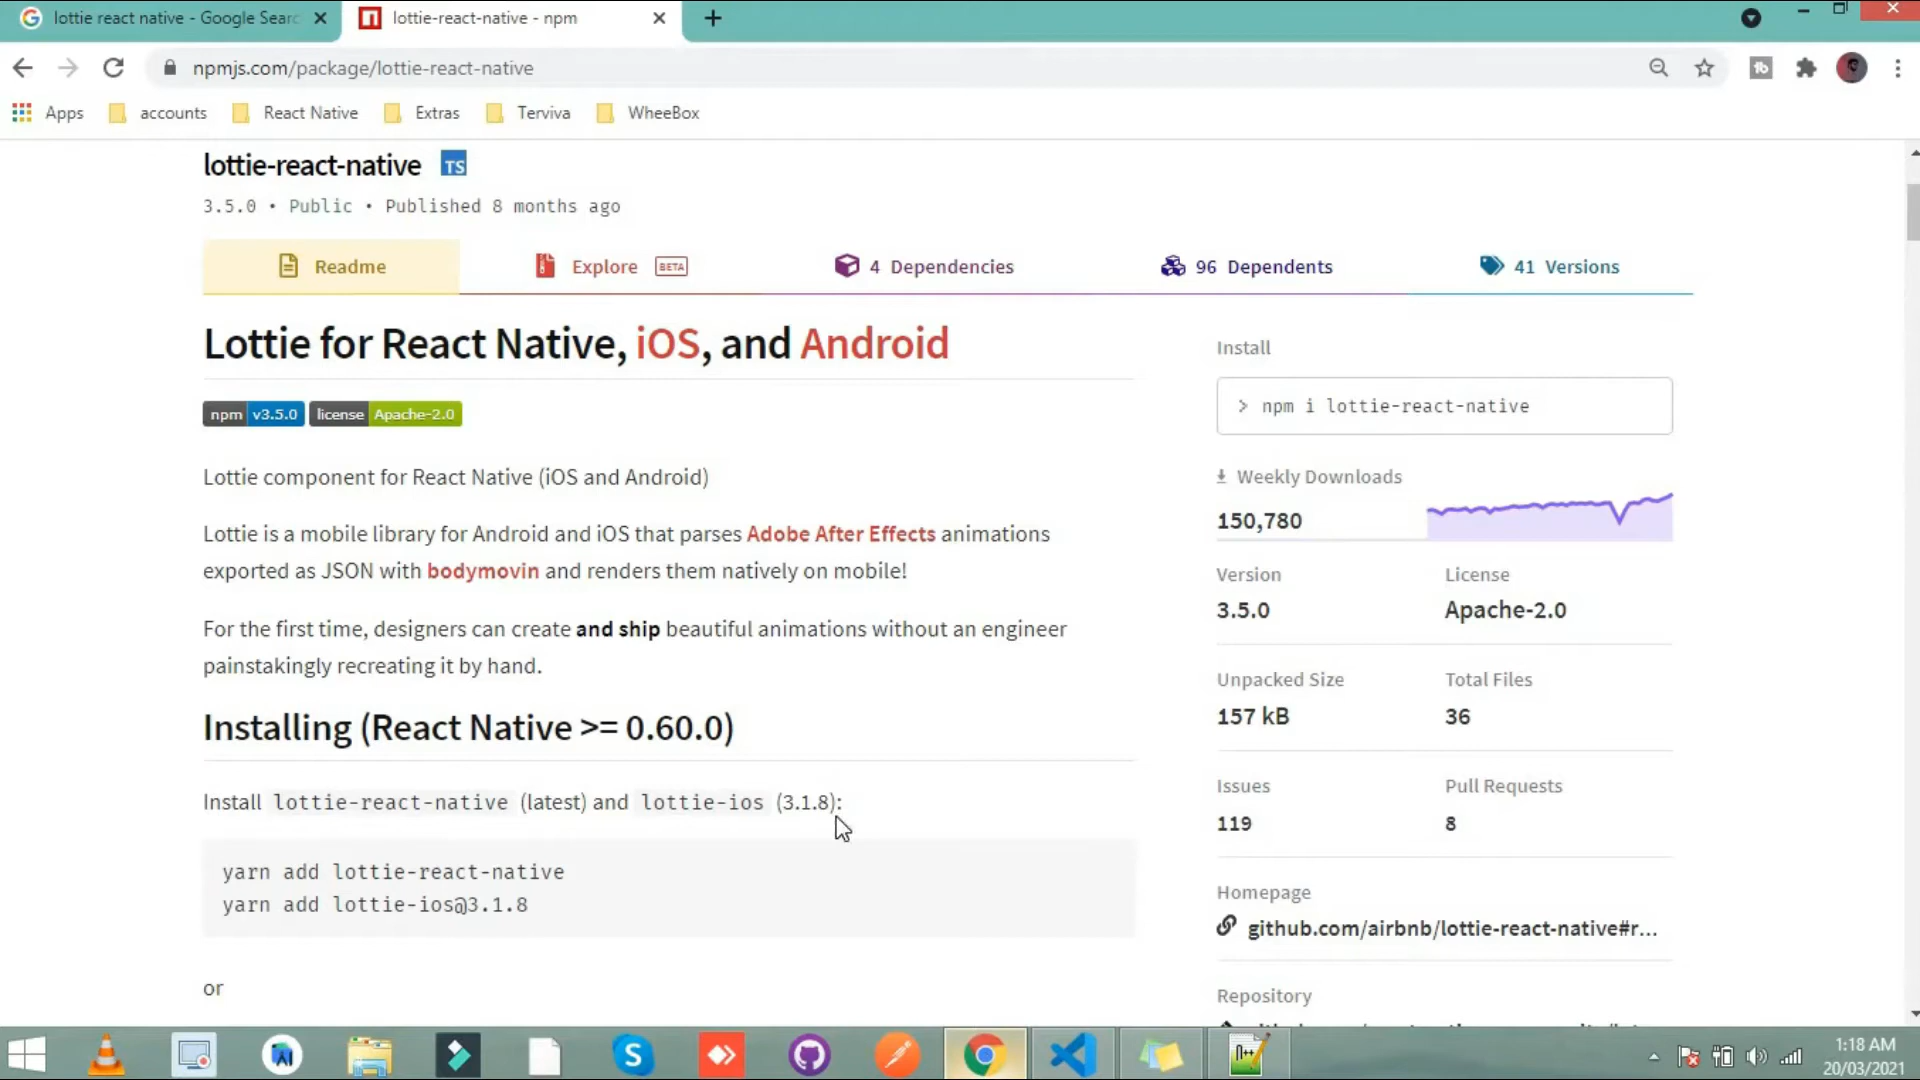 lottie react native - Google Searc
lottie-react-native - npm
npmjs.com/package/lottie-react-native
Apps
accounts
React Native
Extras
Terviva
WheeBox
lottie-react-native TS
3.5.0 • Public • Published 8 months ago
Readme
Explore BETA
4 Dependencies
96 Dependents
41 Versions
Lottie for React Native, iOS, and Android
npm v3.5.0 license Apache-2.0
Lottie component for React Native (iOS and Android)
Lottie is a mobile library for Android and iOS that parses Adobe After Effects animations
exported as JSON with bodymovin and renders them natively on mobile!
For the first time, designers can create and ship beautiful animations without an engineer
painstakingly recreating it by hand.
Installing (React Native >= 0.60.0)
Install lottie-react-native (latest) and lottie-ios (3.1.8):
yarn add lottie-react-native
yarn add lottie-ios@3.1.8
or
Install
> npm i lottie-react-native
Weekly Downloads
150,780
Version
3.5.0
License
Apache-2.0
Unpacked Size
157 kB
Total Files
36
Issues
119
Pull Requests
8
Homepage
github.com/airbnb/lottie-react-native#r...
Repository
1:18 AM
20/03/2021